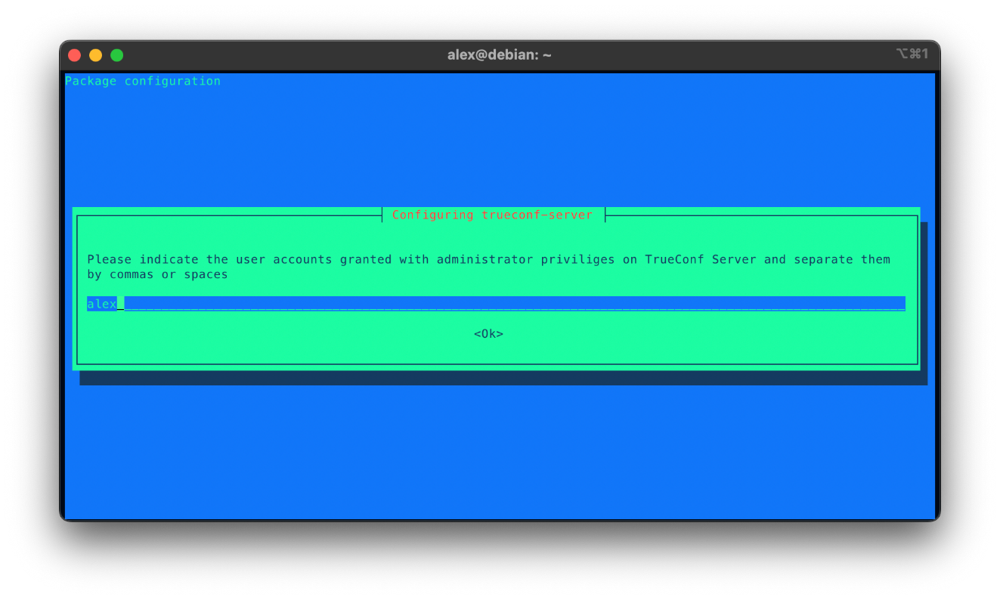 alex@debian: ~
⌥⌘1
Package configuration
Configuring trueconf-server
Please indicate the user accounts granted with administrator priviliges on TrueConf Server and separate them
by commas or spaces
alex
<Ok>